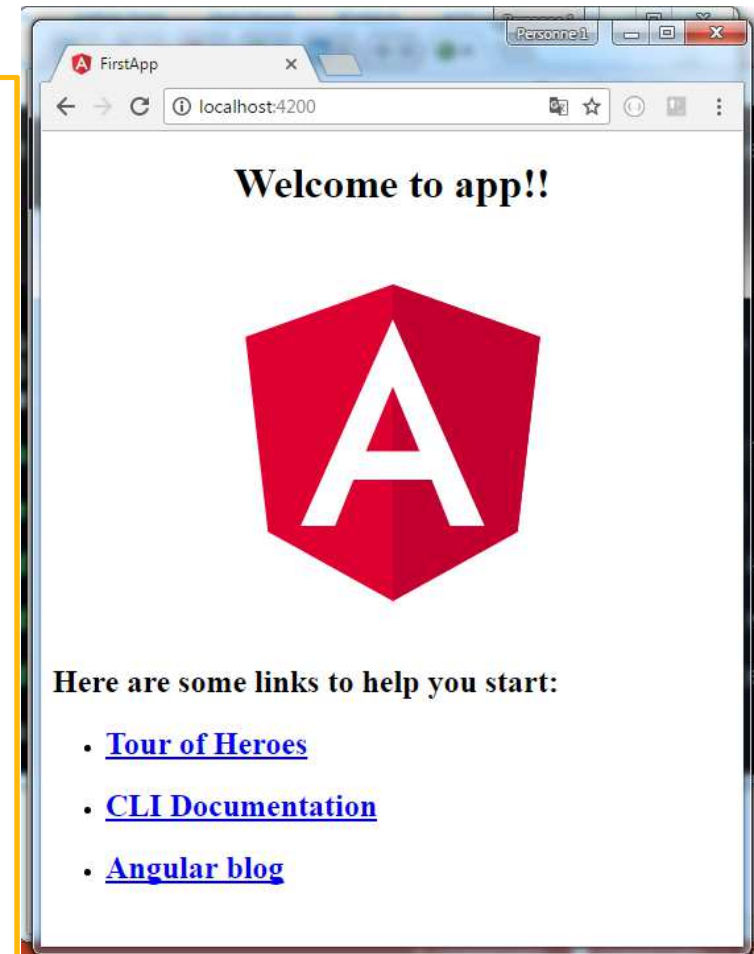 Personne 1
FirstApp
localhost:4200
Welcome to app!!
A
Here are some links to help you start:
Tour of Heroes
CLI Documentation
Angular blog